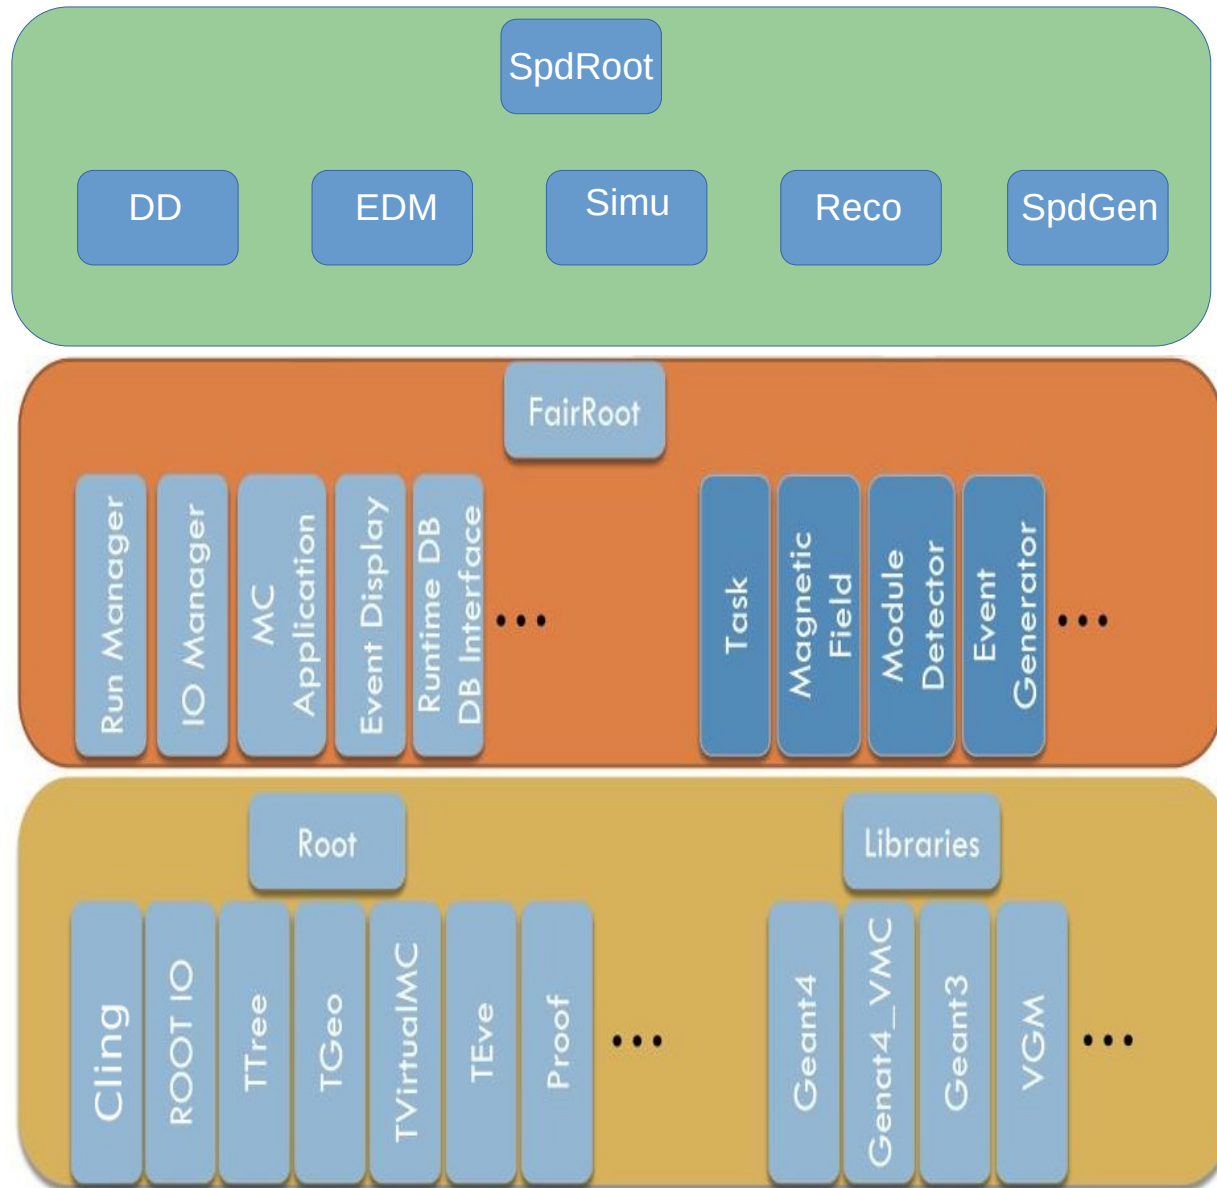 SpdRoot
DD
EDM
Simu
Reco
SpdGen
FairRoot
Run Manager
IO Manager
MC
Application
Event Display
Runtime DB
DB Interface
...
Task
Magnetic
Field
Module
Detector
Event
Generator
...
Root
Libraries
Cling
ROOT IO
TTree
TGeo
TVirtualMC
TEve
Proof
...
Geant4
Genat4_VMC
Geant3
VGM
...